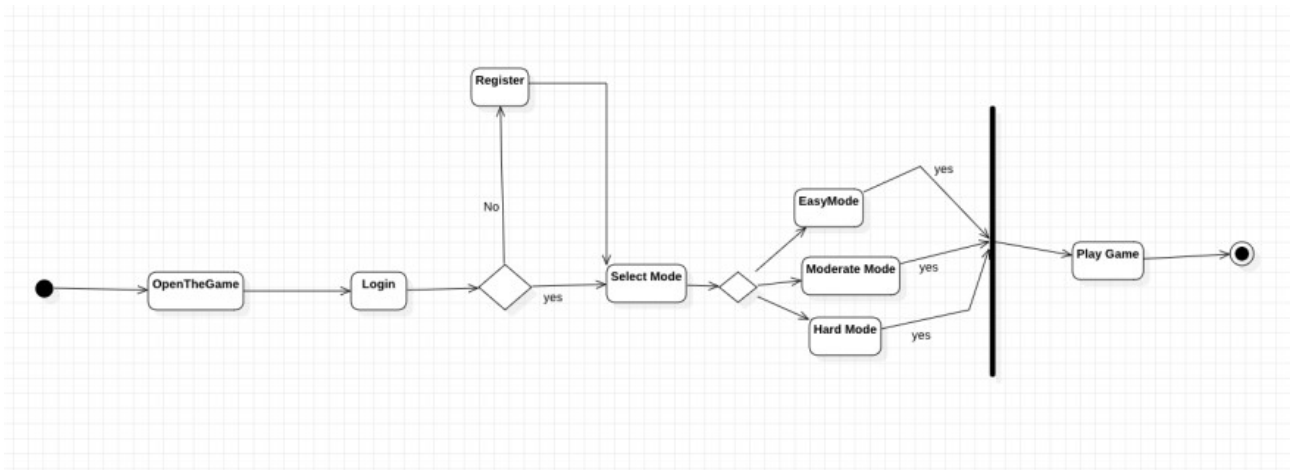 Register
No
EasyMode
yes
OpenTheGame
Login
yes
Select Mode
Moderate Mode
yes
Hard Mode
yes
Play Game